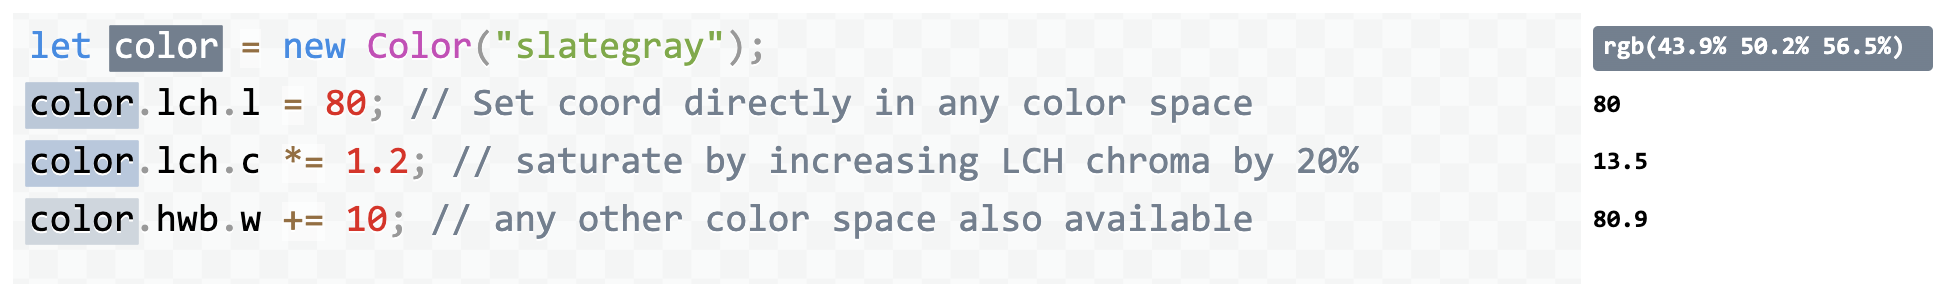 let color = new Color("slategray"); rgb(43.9% 50.2% 56.5%)
color.lch.l = 80; // Set coord directly in any color space 80
color.lch.c *= 1.2; // saturate by increasing LCH chroma by 20% 13.5
color.hwb.w += 10; // any other color space also available 80.9